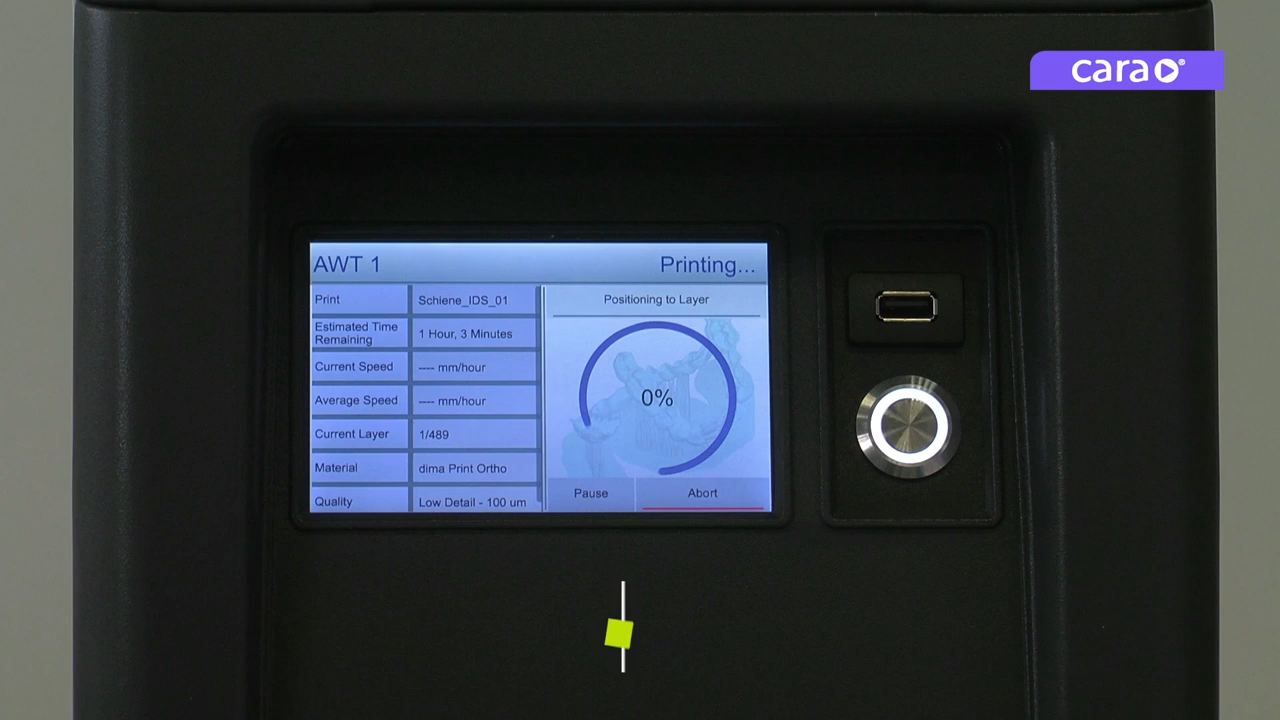 cara®
AWT 1
Printing...
Print
Schiene_IDS_01
Estimated Time
Remaining
1 Hour, 3 Minutes
Current Speed
---- mm/hour
Average Speed
---- mm/hour
Current Layer
1/489
Material
dima Print Ortho
Quality
Low Detail - 100 um
Positioning to Layer
0%
Pause
Abort